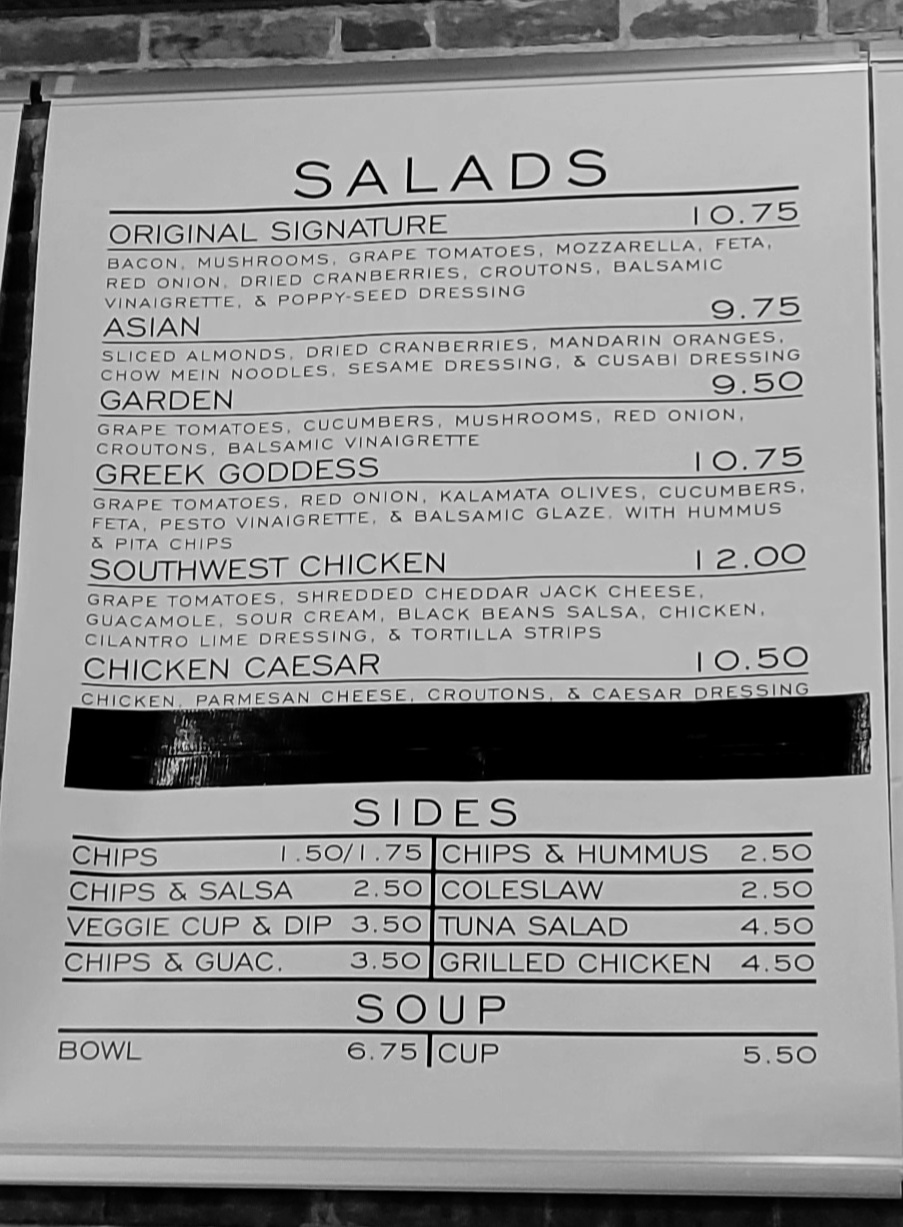 SALADS
ORIGINAL SIGNATURE 10.75
BACON, MUSHROOMS, GRAPE TOMATOES, MOZZARELLA, FETA,
RED ONION, DRIED CRANBERRIES, CROUTONS, BALSAMIC
VINAIGRETTE, & POPPY-SEED DRESSING
ASIAN 9.75
SLICED ALMONDS, DRIED CRANBERRIES, MANDARIN ORANGES,
CHOW MEIN NOODLES, SESAME DRESSING, & CUSABI DRESSING
GARDEN 9.50
GRAPE TOMATOES, CUCUMBERS, MUSHROOMS, RED ONION,
CROUTONS, BALSAMIC VINAIGRETTE
GREEK GODDESS 10.75
GRAPE TOMATOES, RED ONION, KALAMATA OLIVES, CUCUMBERS,
FETA, PESTO VINAIGRETTE, & BALSAMIC GLAZE. WITH HUMMUS
& PITA CHIPS
SOUTHWEST CHICKEN 12.00
GRAPE TOMATOES, SHREDDED CHEDDAR JACK CHEESE,
GUACAMOLE, SOUR CREAM, BLACK BEANS SALSA, CHICKEN,
CILANTRO LIME DRESSING, & TORTILLA STRIPS
CHICKEN CAESAR 10.50
CHICKEN, PARMESAN CHEESE, CROUTONS, & CAESAR DRESSING
SIDES
CHIPS 1.50/1.75 CHIPS & HUMMUS 2.50
CHIPS & SALSA 2.50 COLESLAW 2.50
VEGGIE CUP & DIP 3.50 TUNA SALAD 4.50
CHIPS & GUAC. 3.50 GRILLED CHICKEN 4.50
SOUP
BOWL 6.75 CUP 5.50